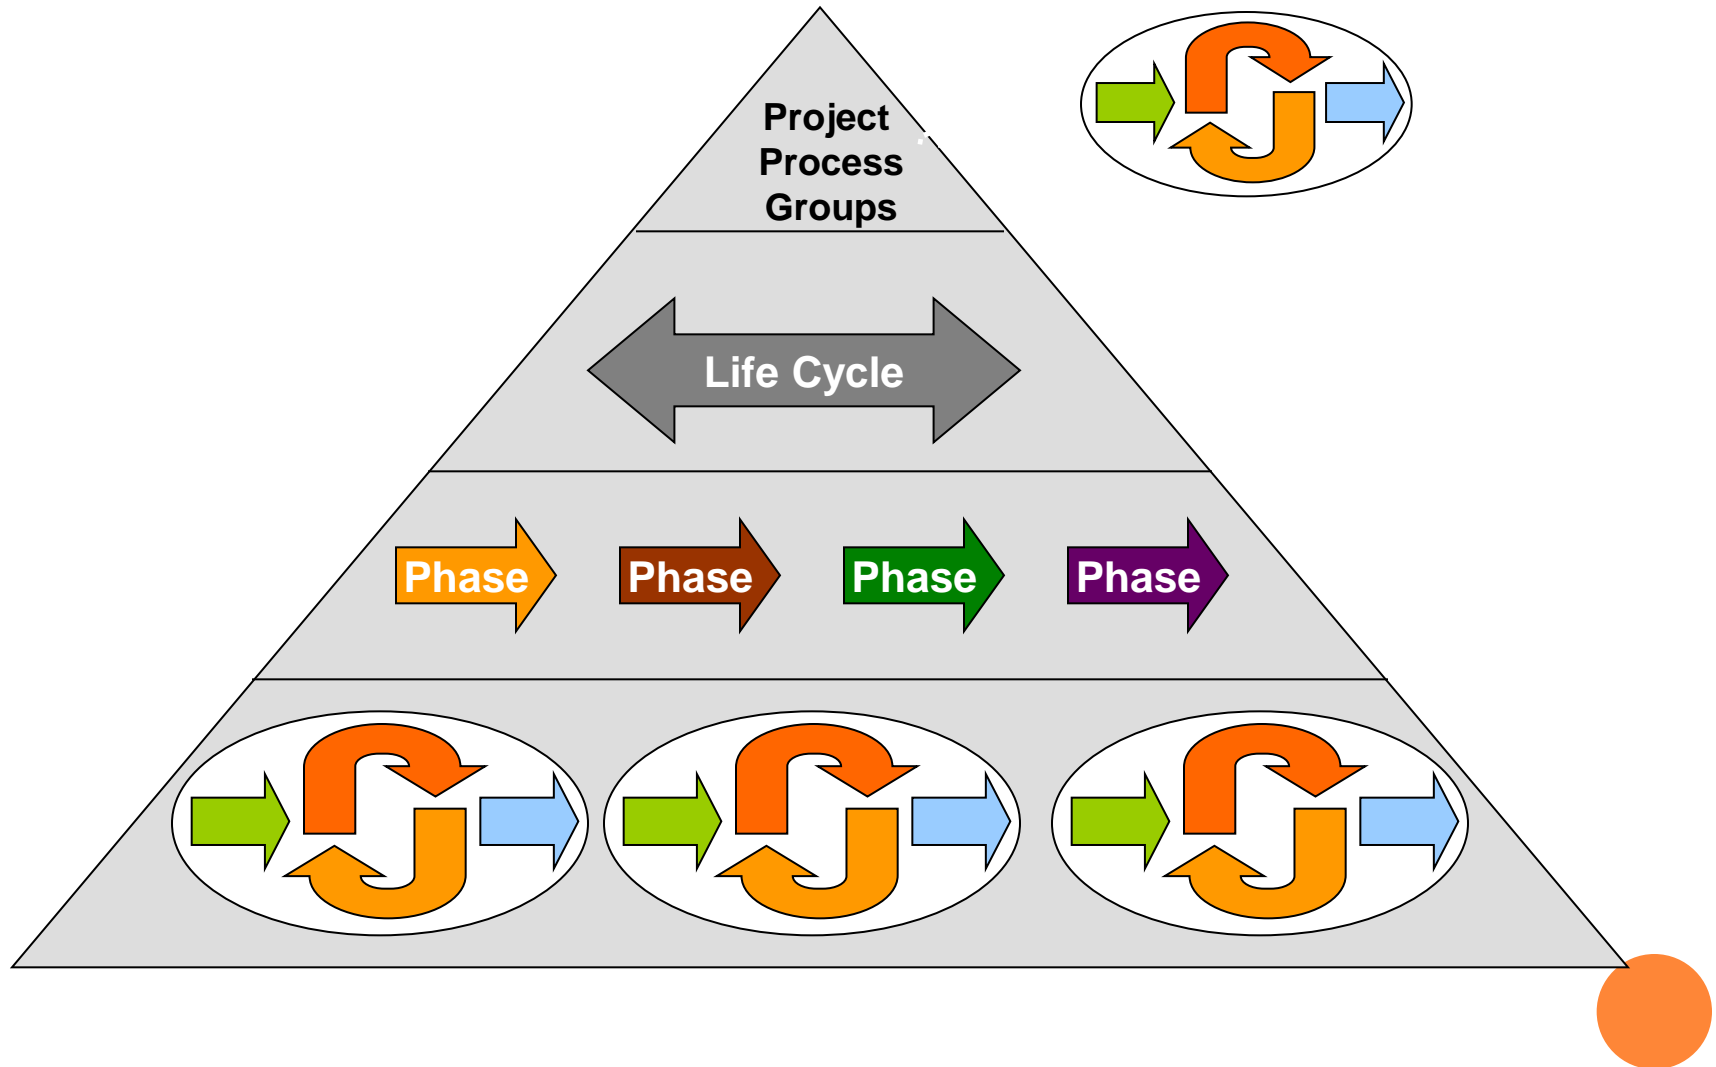 Project
Process
Groups
Life Cycle
Phase Phase Phase Phase